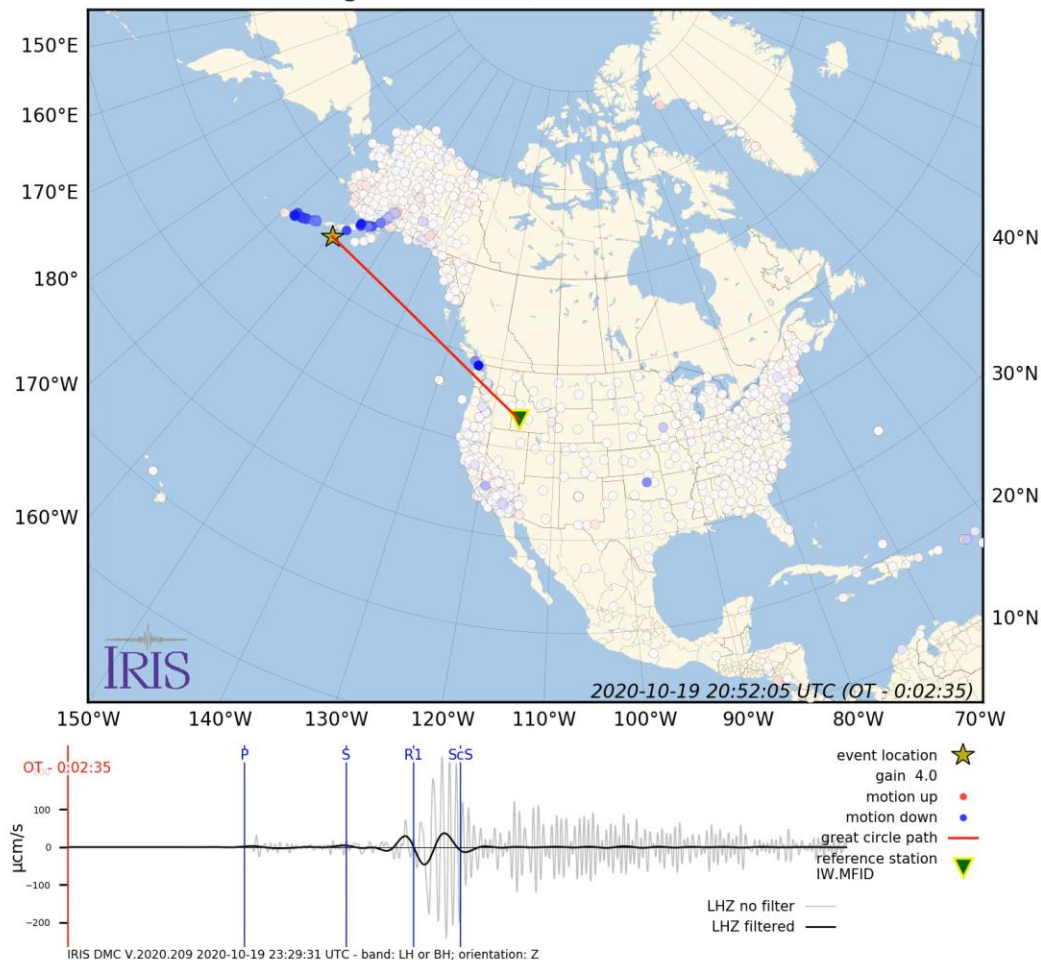 150°E
160°E
170°E
180°
170°W
160°W
40°N
30°N
20°N
10°N
IRIS
2020-10-19 20:52:05 UTC (OT - 0:02:35)
150°W 140°W 130°W 120°W 110°W 100°W 90°W 80°W 70°W
OT - 0:02:35
P S R1 ScS
µcm/s
100
0
−100
−200
event location
gain 4.0
motion up
motion down
great circle path
reference station
IW.MFID
LHZ no filter
LHZ filtered
IRIS DMC V.2020.209 2020-10-19 23:29:31 UTC - band: LH or BH; orientation: Z